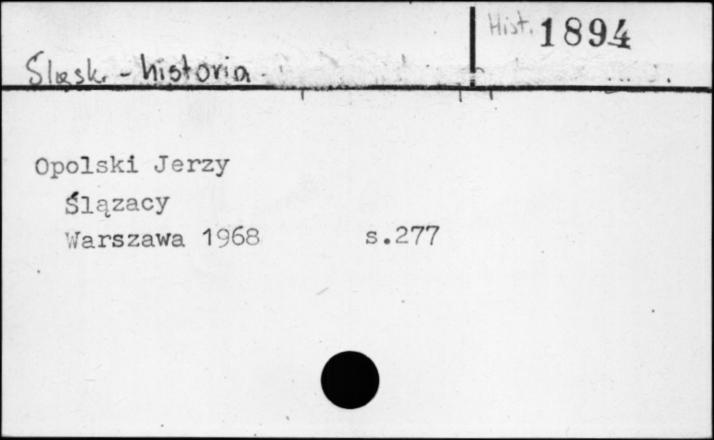 Hist. 1894
Śląsk - historia
Opolski Jerzy
Ślązacy
Warszawa 1968 s.277